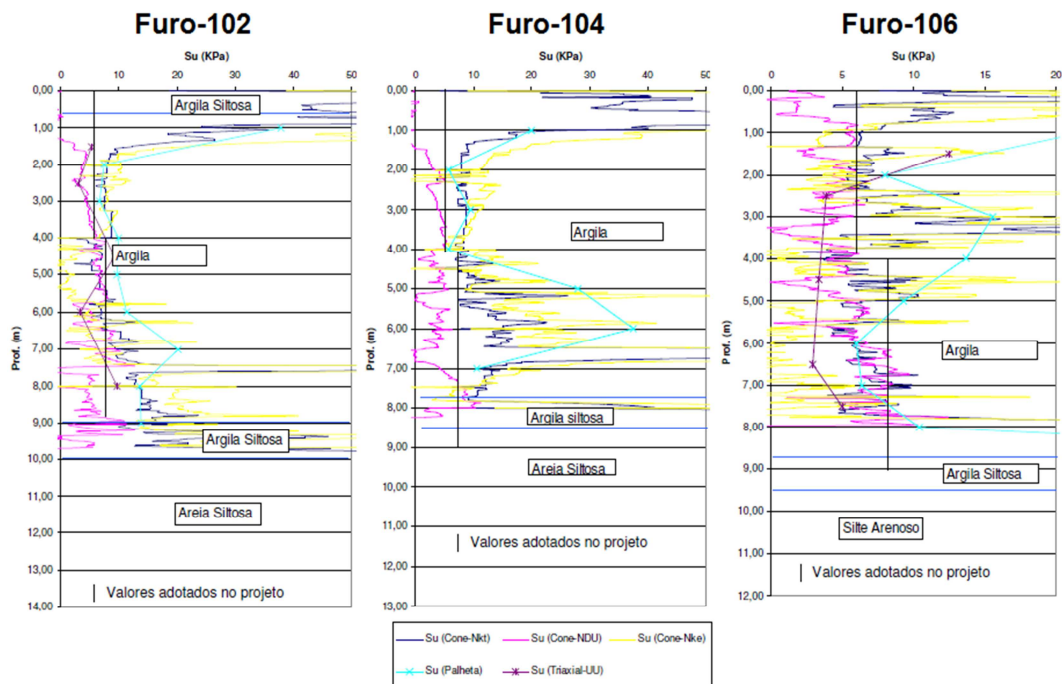 Furo-102
Su (KPa)
0 10 20 30 40 50
Prof. (m)
0,00
1,00
2,00
3,00
4,00
5,00
6,00
7,00
8,00
9,00
10,00
11,00
12,00
13,00
14,00
Argila Siltosa
Argila
Argila Siltosa
Areia Siltosa
Valores adotados no projeto
Furo-104
Su (KPa)
0 10 20 30 40 50
Prof. (m)
0,00
1,00
2,00
3,00
4,00
5,00
6,00
7,00
8,00
9,00
10,00
11,00
12,00
13,00
Argila
Argila siltosa
Areia Siltosa
Valores adotados no projeto
Furo-106
Su (KPa)
0 5 10 15 20
Prof. (m)
0,00
1,00
2,00
3,00
4,00
5,00
6,00
7,00
8,00
9,00
10,00
11,00
12,00
Argila
Argila Siltosa
Silte Arenoso
Valores adotados no projeto
Su (Cone-Nkt) Su (Cone-NDU) Su (Cone-Nke)
Su (Palheta) Su (Triaxial-UU)